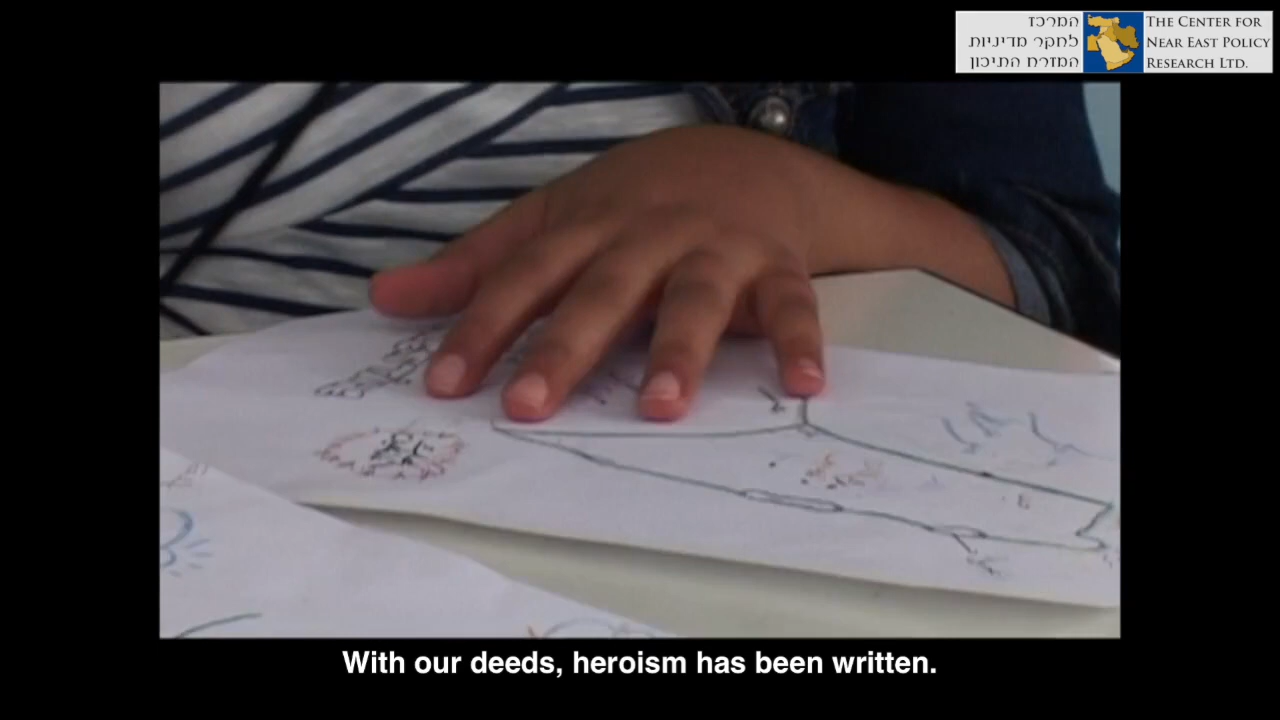 המרכז
לחקר מדיניות
המזרח התיכון
THE CENTER FOR
NEAR EAST POLICY
RESEARCH LTD.
With our deeds, heroism has been written.